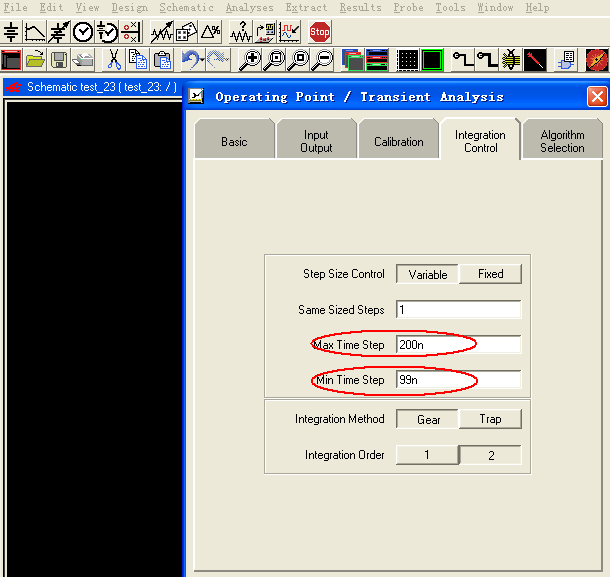 File Edit View Design Schematic Analyses Extract Results Probe Tools Window Help
Stop
Schematic test_23 ( test_23: / )
Operating Point / Transient Analysis
Basic
Input Output
Calibration
Integration Control
Algorithm Selection
Step Size Control Variable Fixed
Same Sized Steps 1
Max Time Step 200n
Min Time Step 99n
Integration Method Gear Trap
Integration Order 1 2